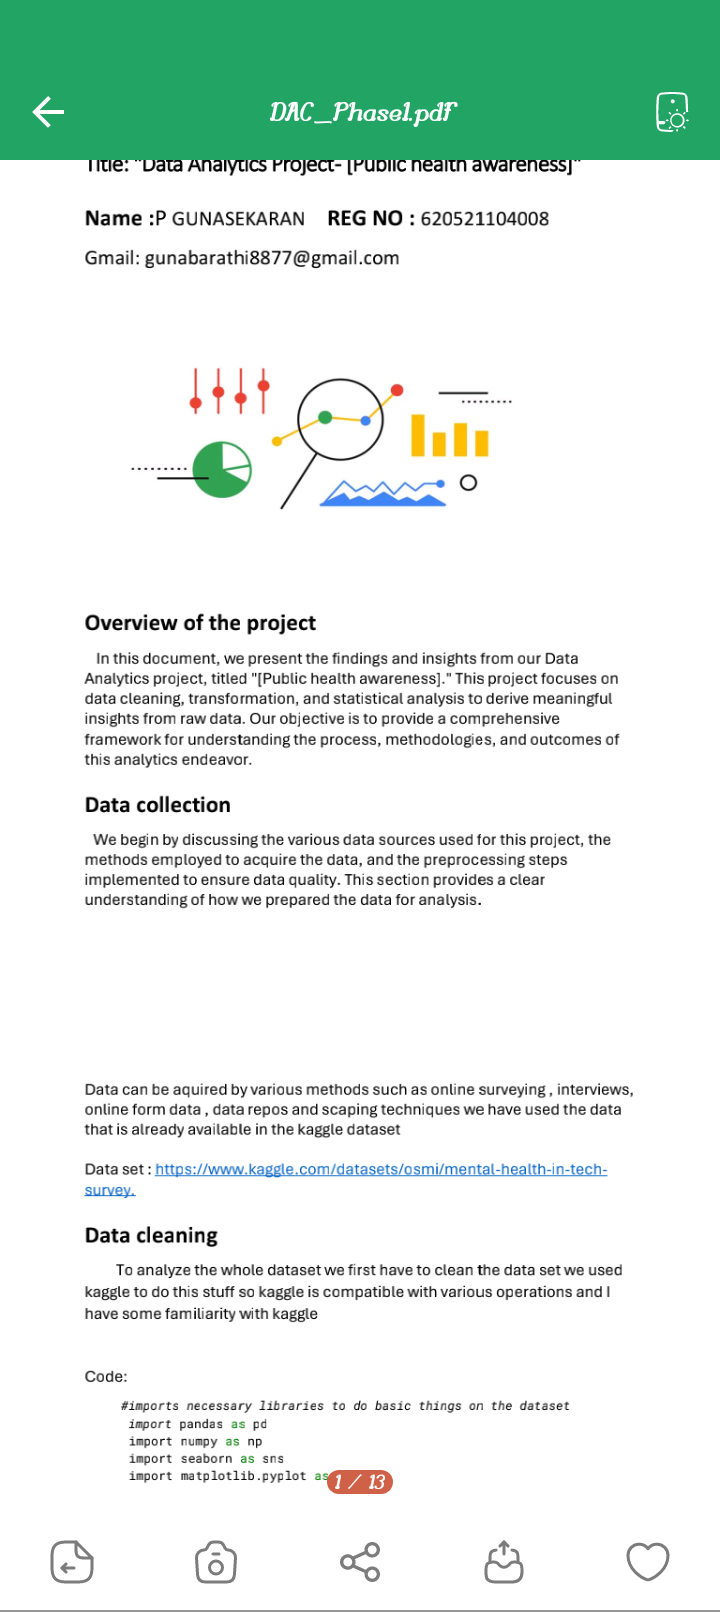 DAC_Phase1.pdf
Title: "Data Analytics Project- [Public health awareness]"
Name :P GUNASEKARAN REG NO : 620521104008
Gmail: gunabarathi8877@gmail.com
Overview of the project
In this document, we present the findings and insights from our Data
Analytics project, titled "[Public health awareness]." This project focuses on
data cleaning, transformation, and statistical analysis to derive meaningful
insights from raw data. Our objective is to provide a comprehensive
framework for understanding the process, methodologies, and outcomes of
this analytics endeavor.
Data collection
We begin by discussing the various data sources used for this project, the
methods employed to acquire the data, and the preprocessing steps
implemented to ensure data quality. This section provides a clear
understanding of how we prepared the data for analysis.
Data can be aquired by various methods such as online surveying , interviews,
online form data , data repos and scaping techniques we have used the data
that is already available in the kaggle dataset
Data set : https://www.kaggle.com/datasets/osmi/mental-health-in-tech-
survey.
Data cleaning
To analyze the whole dataset we first have to clean the data set we used
kaggle to do this stuff so kaggle is compatible with various operations and I
have some familiarity with kaggle
Code:
#imports necessary libraries to do basic things on the dataset
import pandas as pd
import numpy as np
import seaborn as sns
import matplotlib.pyplot as
1 / 13